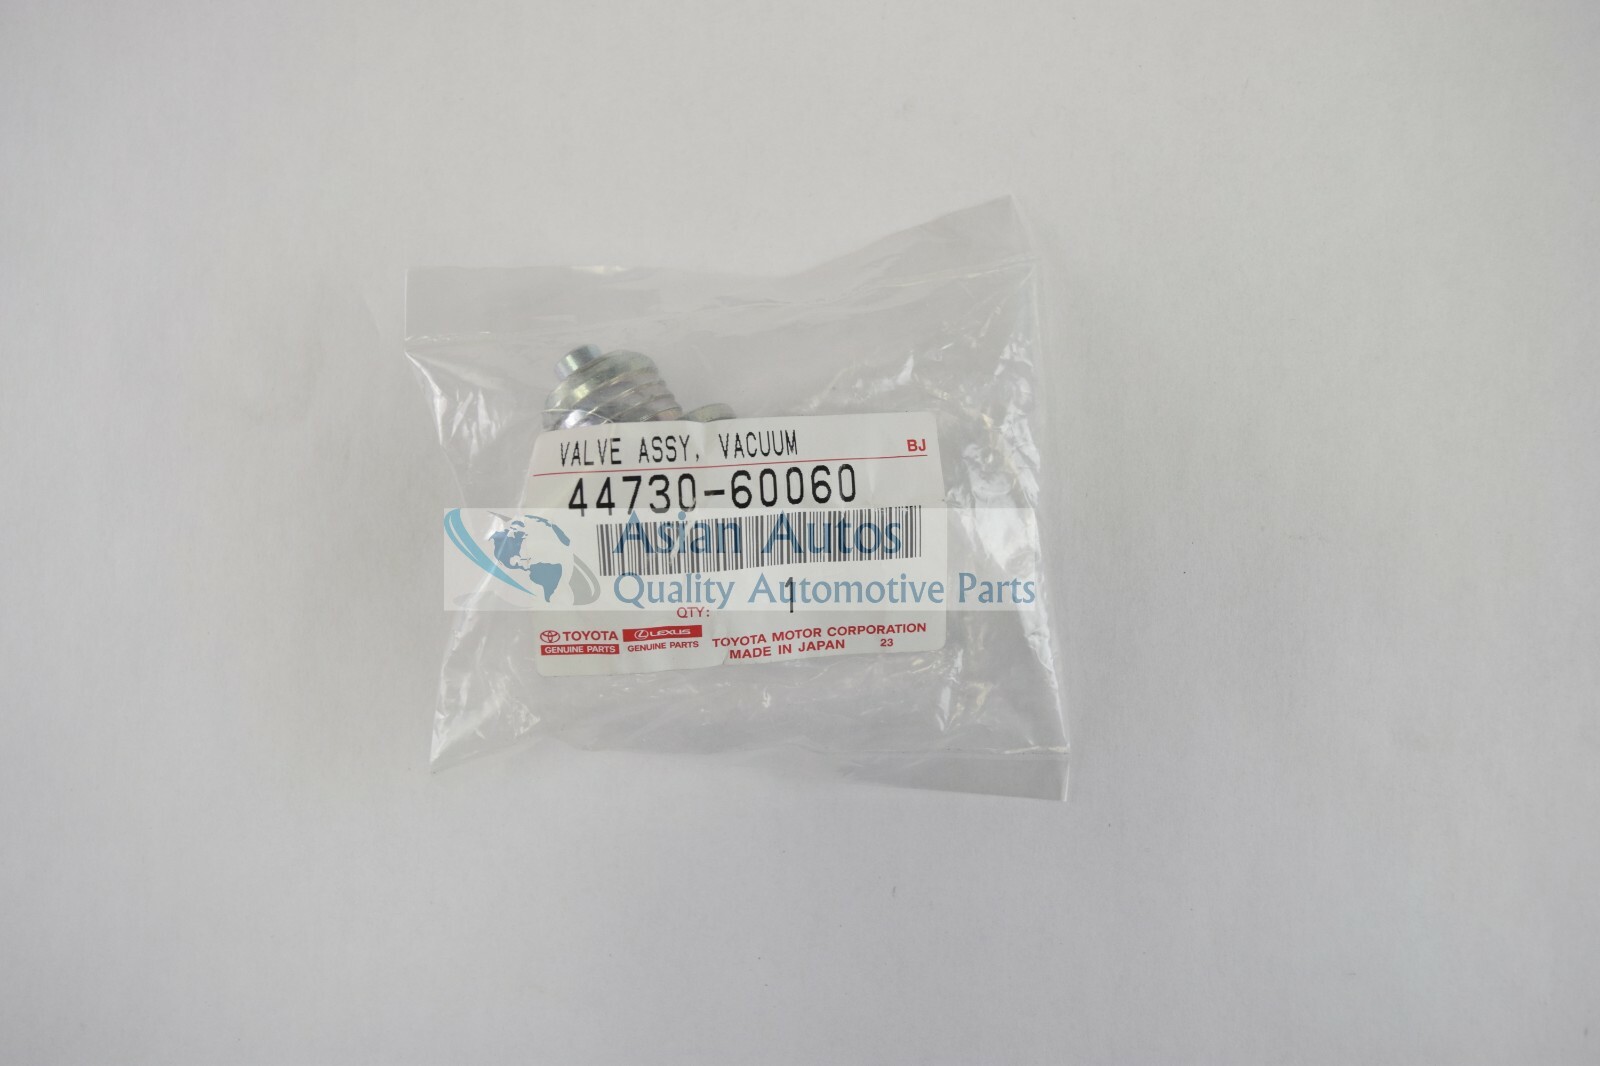 VALVE ASSY, VACUUM BJ
44730-60060
Asian Autos
Quality Automotive Parts
QTY: 1
TOYOTA LEXUS TOYOTA MOTOR CORPORATION
GENUINE PARTS GENUINE PARTS MADE IN JAPAN 23